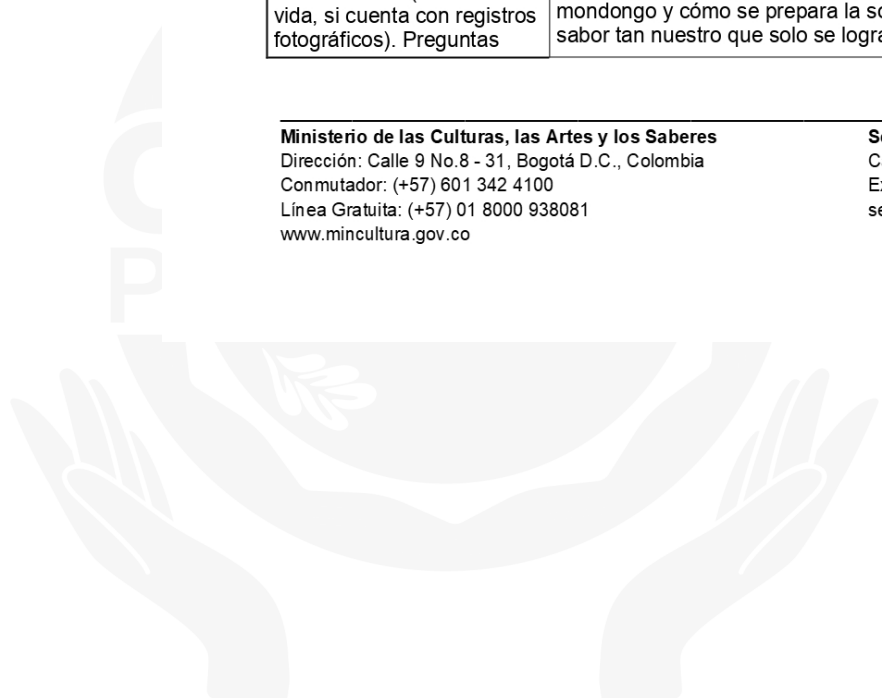 vida, si cuenta con registros
fotográficos). Preguntas
mondongo y cómo se prepara la
sabor tan nuestro que solo se
Ministerio de las Culturas, las Artes y los Saberes
Dirección: Calle 9 No.8 - 31, Bogotá D.C., Colombia
Conmutador: (+57) 601 342 4100
Línea Gratuita: (+57) 01 8000 938081
www.mincultura.gov.co